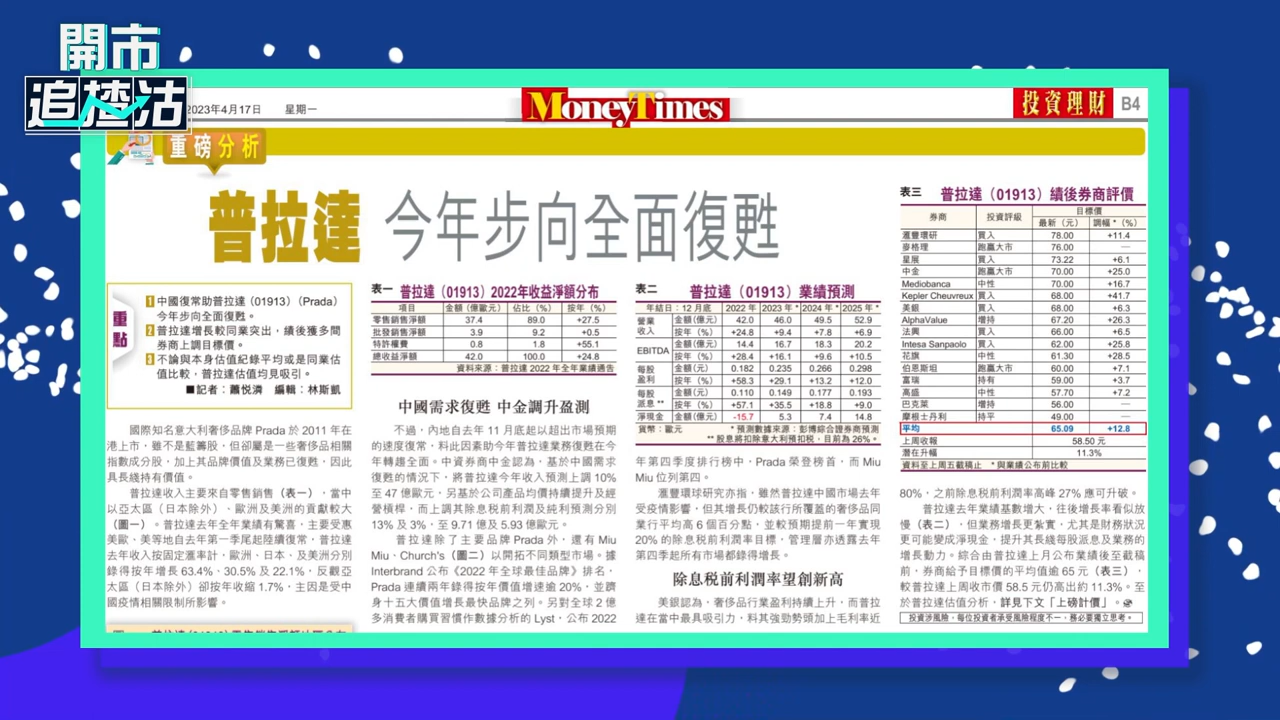 開市
追揸沽
2023年4月17日 星期一
MoneyTimes
投資理財 B4
重磅分析
普拉達 今年步向全面復甦
重點
1 中國復常助普拉達（01913）（Prada）
今年步向全面復甦。
2 普拉達增長較同業突出，績後獲多間
券商上調目標價。
3 不論與本身估值紀錄平均或是同業估
值比較，普拉達估值均見吸引。
■記者：蕭悦濟 編輯：林斯凱
國際知名意大利奢侈品牌 Prada 於 2011 年在
港上市，雖不是藍籌股，但卻屬是一些奢侈品相關
指數成分股，加上其品牌價值及業務已復甦，因此
具長綫持有價值。
普拉達收入主要來自零售銷售（表一），當中
以亞太區（日本除外）、歐洲及美洲的貢獻較大
（圖一）。普拉達去年全年業績有驚喜，主要受惠
美歐、美等地自去年第一季尾起陸續復常，普拉達
去年收入按固定滙率計，歐洲、日本、及美洲分別
錄得按年增長 63.4%、30.5% 及 22.1%，反觀亞
太區（日本除外）卻按年收縮 1.7%，主因是受中
國疫情相關限制所影響。
表一 普拉達（01913）2022年收益淨額分布
項目 金額（億歐元） 佔比（%） 按年（%）
零售銷售淨額 37.4 89.0 +27.5
批發銷售淨額 3.9 9.2 +0.5
特許權費 0.8 1.8 +55.1
總收益淨額 42.0 100.0 +24.8
資料來源：普拉達 2022 年全年業績通告
中國需求復甦 中金調升盈測
不過，內地自去年 11 月底起以超出市場預期
的速度復常，料此因素助今年普拉達業務復甦在今
年轉趨全面。中資券商中金認為，基於中國需求
復甦的情況下，將普拉達今年收入預測上調 10%
至 47 億歐元，另基於公司產品均價持續提升及經
營槓桿，而上調其除息稅前利潤及純利預測分別
13% 及 3%，至 9.71 億及 5.93 億歐元。
普拉達除了主要品牌 Prada 外，還有 Miu
Miu、Church's（圖二）以開拓不同類型市場。據
Interbrand 公布《2022 年全球最佳品牌》排名，
Prada 連續兩年錄得按年價值增速逾 20%，並躋
身十五大價值增長最快品牌之列。另對全球 2 億
多消費者購買習慣作數據分析的 Lyst，公布 2022
表二 普拉達（01913）業績預測
年結日：12 月底 2022 年 2023 年 * 2024 年 * 2025 年 *
營業收入 金額（億元） 42.0 46.0 49.5 52.9
按年（%） +24.8 +9.4 +7.8 +6.9
EBITDA 金額（億元） 14.4 16.7 18.3 20.2
按年（%） +28.4 +16.1 +9.6 +10.5
每股盈利 金額（元） 0.182 0.235 0.266 0.298
按年（%） +58.3 +29.1 +13.2 +12.0
每股派息 ** 金額（元） 0.110 0.149 0.177 0.193
按年（%） +57.1 +35.5 +18.8 +9.0
淨現金 金額（億元） -15.7 5.3 7.4 14.8
貨幣：歐元 * 預測數據來源：彭博綜合證券商預測
** 股息將扣除意大利預扣稅，目前為 26%。
年第四季度排行榜中，Prada 榮登榜首，而 Miu
Miu 位列第四。
滙豐環球研究亦指，雖然普拉達中國市場去年
受疫情影響，但其增長仍較該行所覆蓋的奢侈品同
業行平均高 6 個百分點，並較預期提前一年實現
20% 的除息稅前利潤率目標，管理層亦透露去年
第四季起所有市場都錄得增長。
除息稅前利潤率望創新高
美銀認為，奢侈品行業盈利持續上升，而普拉
達在當中最具吸引力，料其強勁勢頭加上毛利率近
表三 普拉達（01913）績後券商評價
券商 投資評級 目標價
最新（元） 調幅 *（%）
滙豐環研 買入 78.00 +11.4
麥格理 跑贏大市 76.00 —
星展 買入 73.22 +6.1
中金 跑贏大市 70.00 +25.0
Mediobanca 中性 70.00 +16.7
Kepler Cheuvreux 買入 68.00 +41.7
美銀 買入 68.00 +6.3
AlphaValue 增持 67.20 +26.3
法興 買入 66.00 +6.5
Intesa Sanpaolo 買入 62.00 +25.8
花旗 中性 61.30 +28.5
伯恩斯坦 跑贏大市 60.00 +7.1
富瑞 持有 59.00 +3.7
高盛 中性 57.70 +7.2
巴克萊 增持 56.00 —
摩根士丹利 持平 49.00 —
平均 65.09 +12.8
上周收報 58.50 元
潛在升幅 11.3%
資料至上周五截稿止 * 與業績公布前比較
80%，之前除息稅前利潤率高峰 27% 應可升破。
普拉達去年業績基數增大，往後增長率看似放
慢（表二），但業務增長更紮實，尤其是財務狀況
更可能變成淨現金，提升其長綫每股派息及業務的
增長動力。綜合由普拉達上月公布業績後至截稿
前，券商給予目標價的平均值逾 65 元（表三），
較普拉達上周收市價 58.5 元仍高出約 11.3%。至
於普拉達估值分析，詳見下文「上磅計價」。
投資涉風險，每位投資者承受風險程度不一，務必要獨立思考。